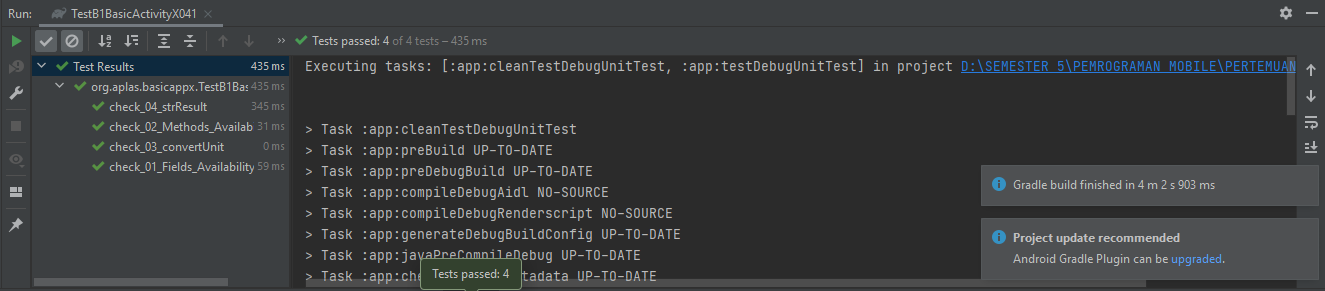 Run: TestB1BasicActivityX041 ×
» Tests passed: 4 of 4 tests – 435 ms
Test Results 435 ms
org.aplas.basicappx.TestB1Bas 435 ms
check_04_strResult 345 ms
check_02_Methods_Availab 31 ms
check_03_convertUnit 0 ms
check_01_Fields_Availability 59 ms
Executing tasks: [:app:cleanTestDebugUnitTest, :app:testDebugUnitTest] in project D:\SEMESTER 5\PEMROGRAMAN MOBILE\PERTEMUAN
> Task :app:cleanTestDebugUnitTest
> Task :app:preBuild UP-TO-DATE
> Task :app:preDebugBuild UP-TO-DATE
> Task :app:compileDebugAidl NO-SOURCE
> Task :app:compileDebugRenderscript NO-SOURCE
> Task :app:generateDebugBuildConfig UP-TO-DATE
> Task :app:javaPreCompileDebug UP-TO-DATE
> Task :app:che tadata UP-TO-DATE
Tests passed: 4
Gradle build finished in 4 m 2 s 903 ms
Project update recommended
Android Gradle Plugin can be upgraded.